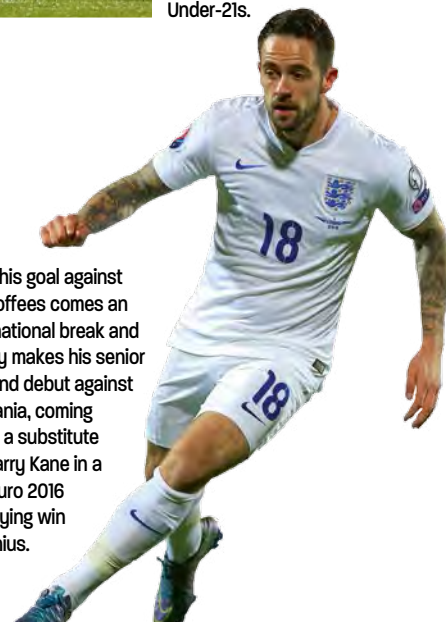 Under-21s.
18
his goal against
offees comes an
national break and
y makes his senior
nd debut against
ania, coming
a substitute
arry Kane in a
uro 2016
ying win
nius.
18